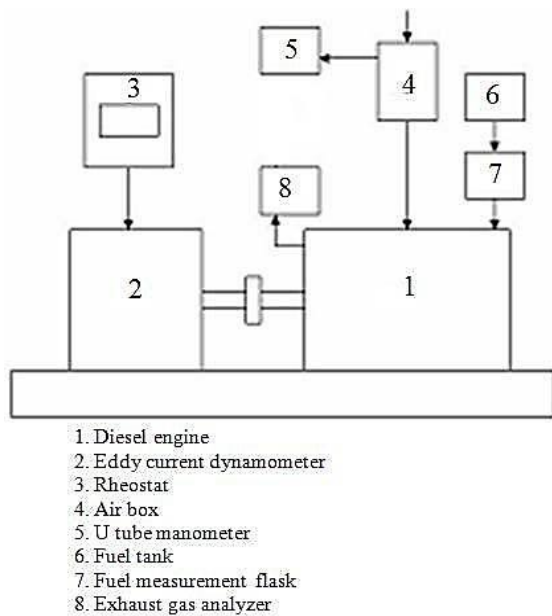 5
4
3
6
8
7
2
1
1. Diesel engine
2. Eddy current dynamometer
3. Rheostat
4. Air box
5. U tube manometer
6. Fuel tank
7. Fuel measurement flask
8. Exhaust gas analyzer